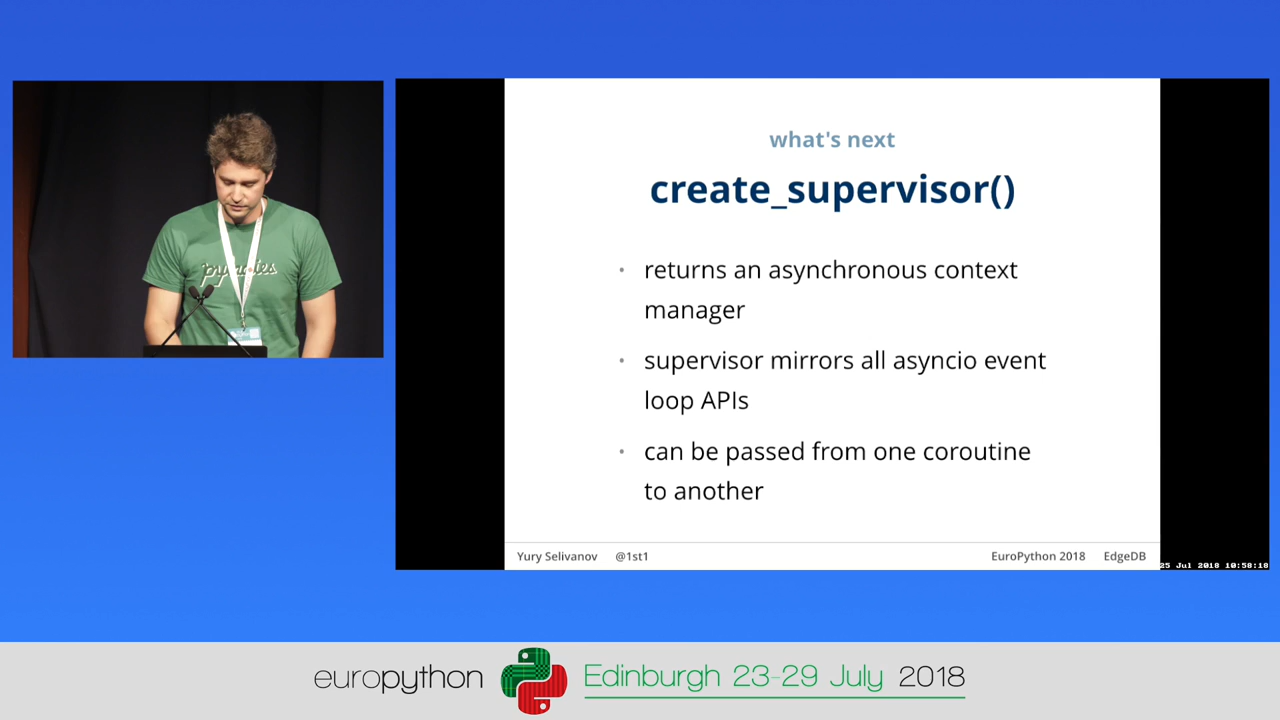 what's next
create_supervisor()
• returns an asynchronous context
manager
• supervisor mirrors all asyncio event
loop APIs
• can be passed from one coroutine
to another
Yury Selivanov @1st1 EuroPython 2018 EdgeDB
25 Jul 2018 10:58:18
europython Edinburgh 23-29 July 2018